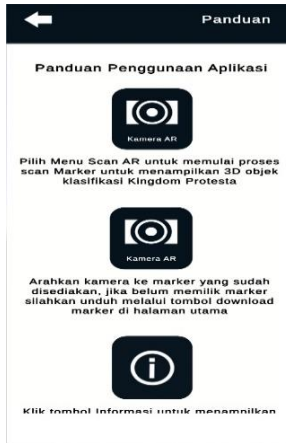 Panduan
Panduan Penggunaan Aplikasi
Kamera AR
Pilih Menu Scan AR untuk memulai proses
scan Marker untuk menampilkan 3D objek
klasifikasi Kingdom Protesta
Kamera AR
Arahkan kamera ke marker yang sudah
disediakan, jika belum memilik marker
silahkan unduh melalui tombol download
marker di halaman utama
Klik tombol Informasi untuk menampilkan